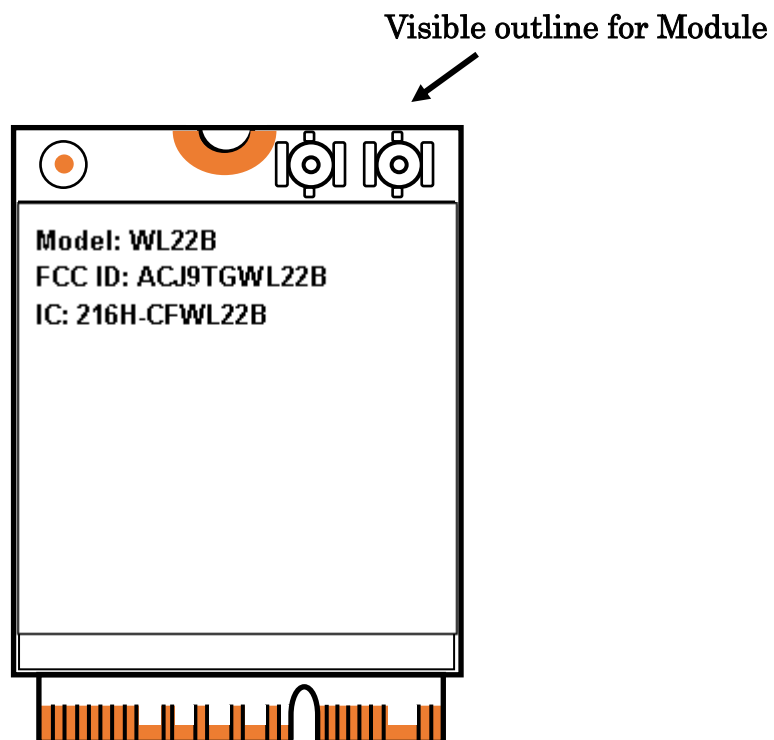 Visible outline for Module
Model: WL22B
FCC ID: ACJ9TGWL22B
IC: 216H-CFWL22B